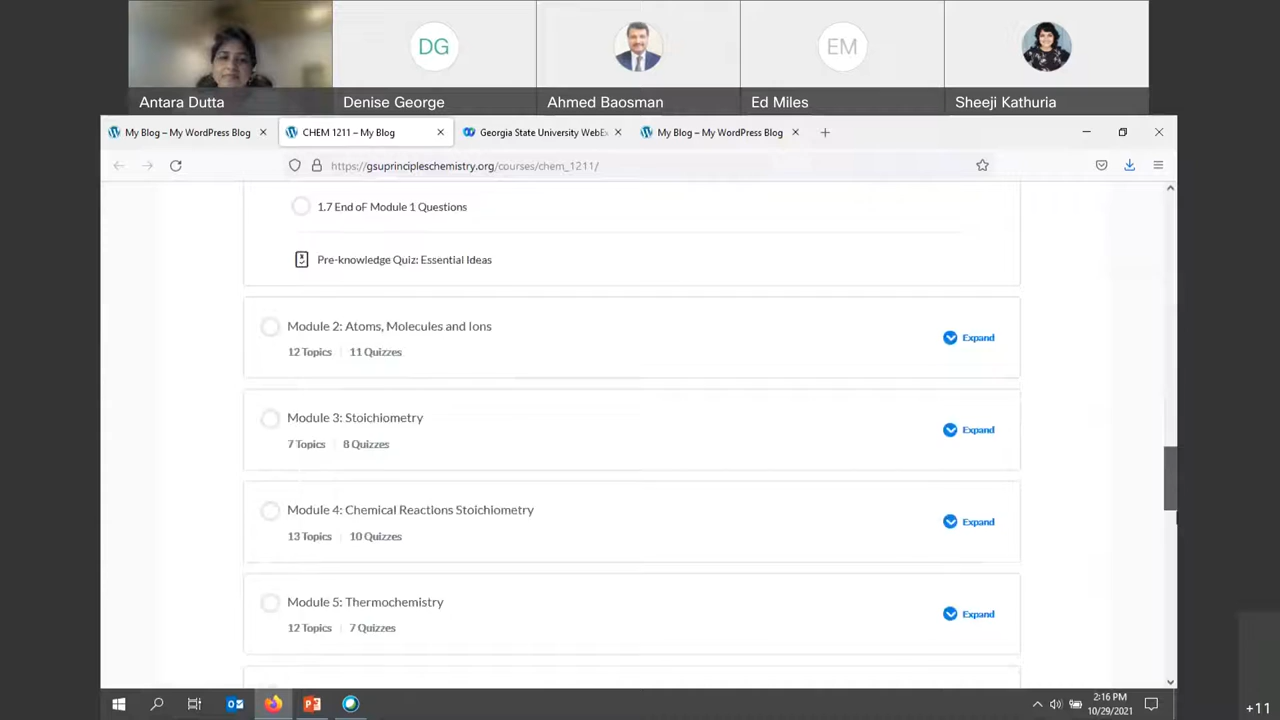 DG
EM
Antara Dutta
Denise George
Ahmed Baosman
Ed Miles
Sheeji Kathuria
My Blog – My WordPress Blog
CHEM 1211 – My Blog
Georgia State University WebEx
My Blog – My WordPress Blog
https://gsuprincipleschemistry.org/courses/chem_1211/
1.7 End oF Module 1 Questions
Pre-knowledge Quiz: Essential Ideas
Module 2: Atoms, Molecules and Ions
12 Topics | 11 Quizzes
Expand
Module 3: Stoichiometry
7 Topics | 8 Quizzes
Expand
Module 4: Chemical Reactions Stoichiometry
13 Topics | 10 Quizzes
Expand
Module 5: Thermochemistry
12 Topics | 7 Quizzes
Expand
2:16 PM
10/29/2021
+11